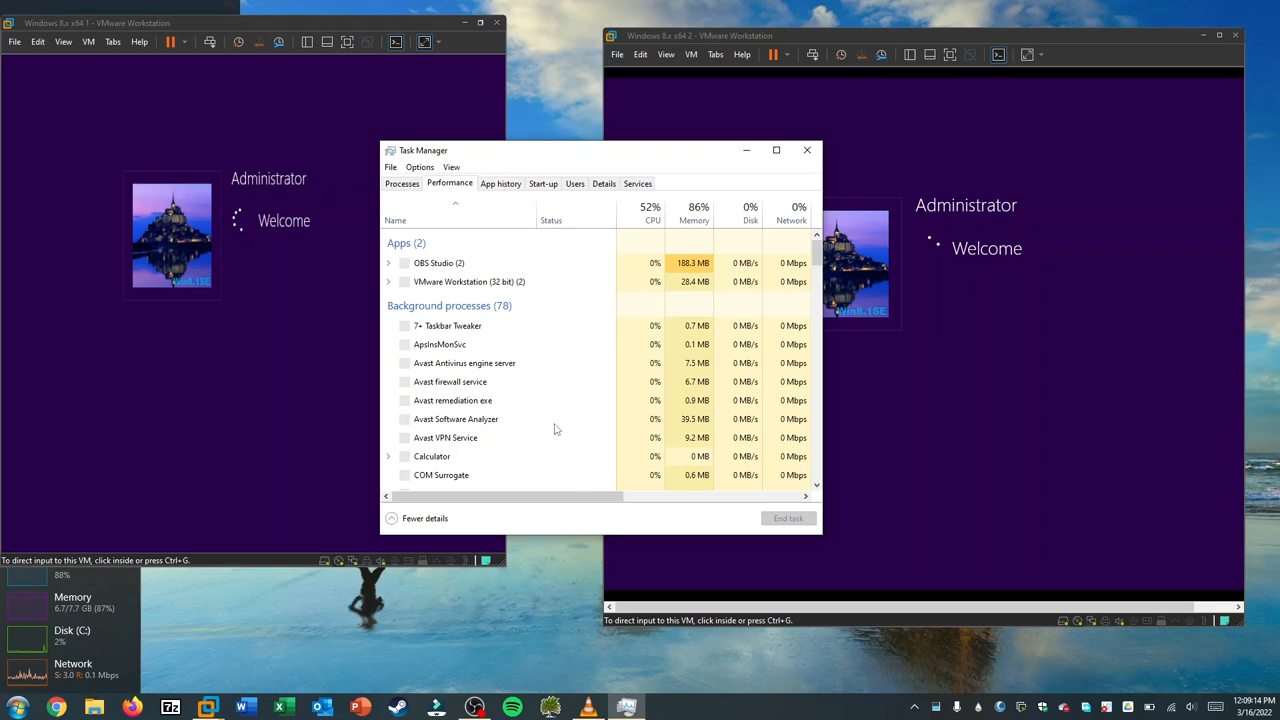 Windows 8.x x64 1 - VMware Workstation
File Edit View VM Tabs Help
Administrator
Welcome
Win8.1SE
To direct input to this VM, click inside or press Ctrl+G.
Windows 8.x x64 2 - VMware Workstation
File Edit View VM Tabs Help
Administrator
Welcome
Win8.1SE
To direct input to this VM, click inside or press Ctrl+G.
Task Manager
File Options View
Processes Performance App history Start-up Users Details Services
52% 86% 0% 0%
Name Status CPU Memory Disk Network
Apps (2)
OBS Studio (2) 0% 188.3 MB 0 MB/s 0 Mbps
VMware Workstation (32 bit) (2) 0% 28.4 MB 0 MB/s 0 Mbps
Background processes (78)
7+ Taskbar Tweaker 0% 0.7 MB 0 MB/s 0 Mbps
ApsInsMonSvc 0% 0.1 MB 0 MB/s 0 Mbps
Avast Antivirus engine server 0% 7.5 MB 0 MB/s 0 Mbps
Avast firewall service 0% 6.7 MB 0 MB/s 0 Mbps
Avast remediation exe 0% 0.9 MB 0 MB/s 0 Mbps
Avast Software Analyzer 0% 39.5 MB 0 MB/s 0 Mbps
Avast VPN Service 0% 9.2 MB 0 MB/s 0 Mbps
Calculator 0% 0 MB 0 MB/s 0 Mbps
COM Surrogate 0% 0.6 MB 0 MB/s 0 Mbps
Fewer details End task
88%
Memory
6.7/7.7 GB (87%)
Disk (C:)
2%
Network
S: 3.0 R: 0.1 Mbps
7z
12:09:14 PM
3/16/2022